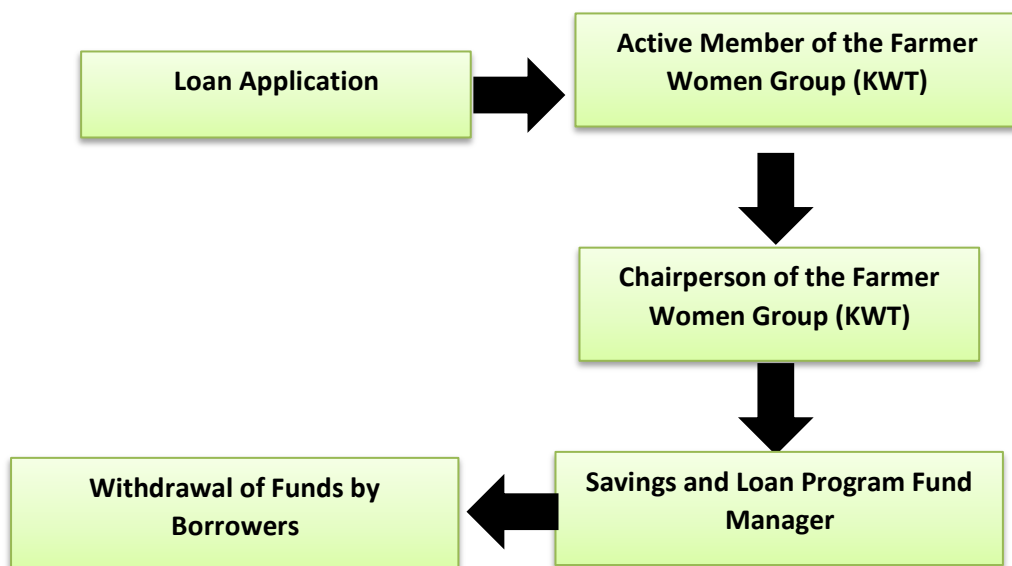 Loan Application
Active Member of the Farmer
Women Group (KWT)
Chairperson of the Farmer
Women Group (KWT)
Savings and Loan Program Fund
Manager
Withdrawal of Funds by
Borrowers